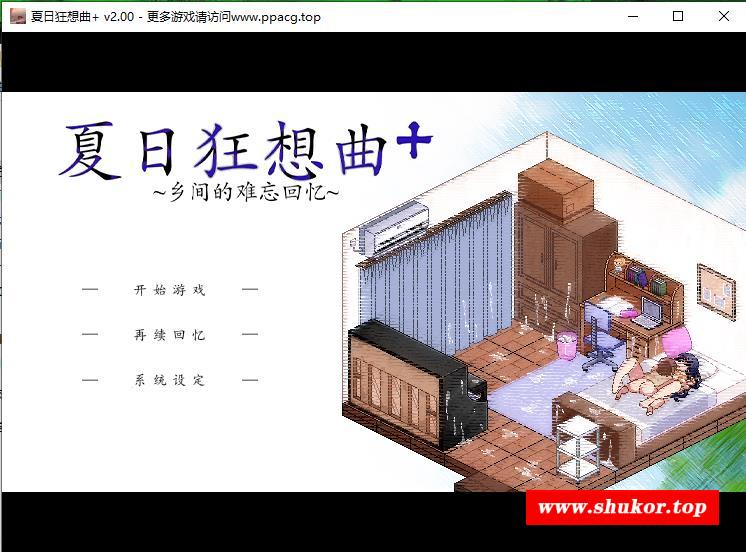 夏日狂想曲+ v2.00 - 更多游戏请访问www.ppacg.top
夏日狂想曲+
~乡间的难忘回忆~
— 开始游戏 —
— 再续回忆 —
— 系统设定 —
www.shukor.top